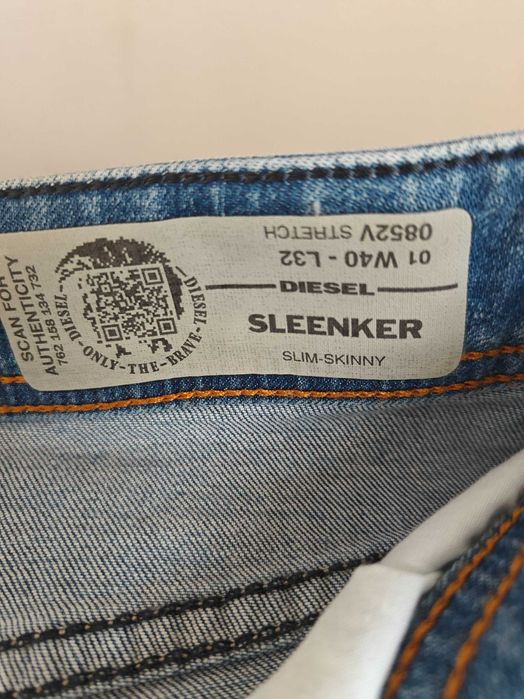 SCAN FOR
AUTHENTICITY
762 158 134 732
DIESEL
ONLY-THE-BRAVE
DIESEL
0852V STRETCH
01 W40 - L32
DIESEL
SLEENKER
SLIM-SKINNY